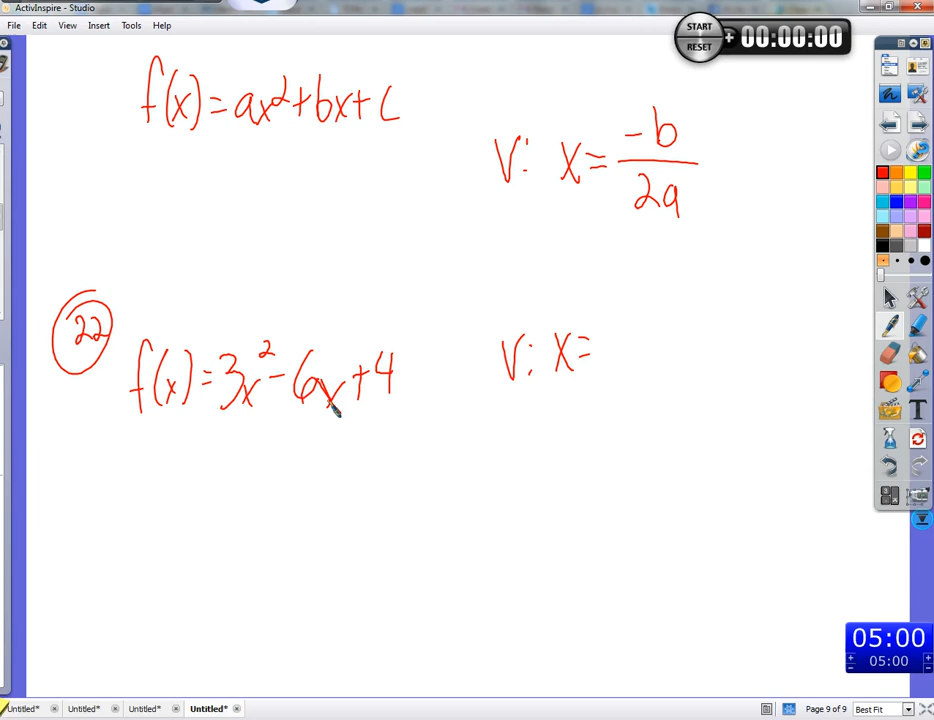 ActivInspire - Studio
File Edit View Insert Tools Help
START
RESET
00:00:00
f(x)=ax²+bx+c
V: x= -b
2a
22
f(x)=3x²-6x+4
V: x=
05:00
05:00
Untitled* Untitled* Untitled* Untitled*
Page 9 of 9 Best Fit